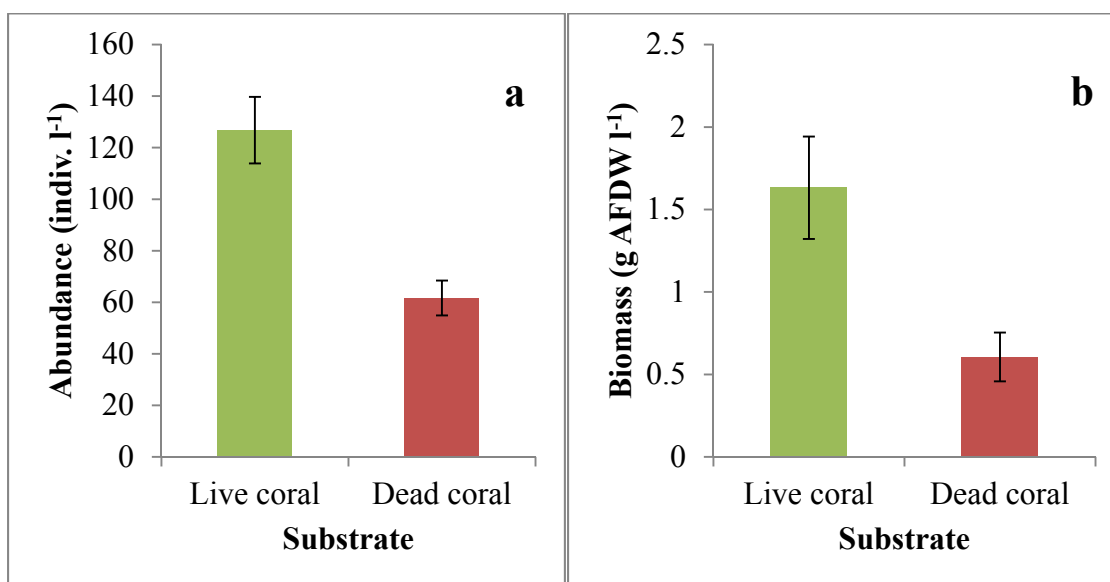 a
Abundance (indiv. l⁻¹)
160
140
120
100
80
60
40
20
0
Live coral Dead coral
Substrate
b
Biomass (g AFDW l⁻¹)
2.5
2
1.5
1
0.5
0
Live coral Dead coral
Substrate